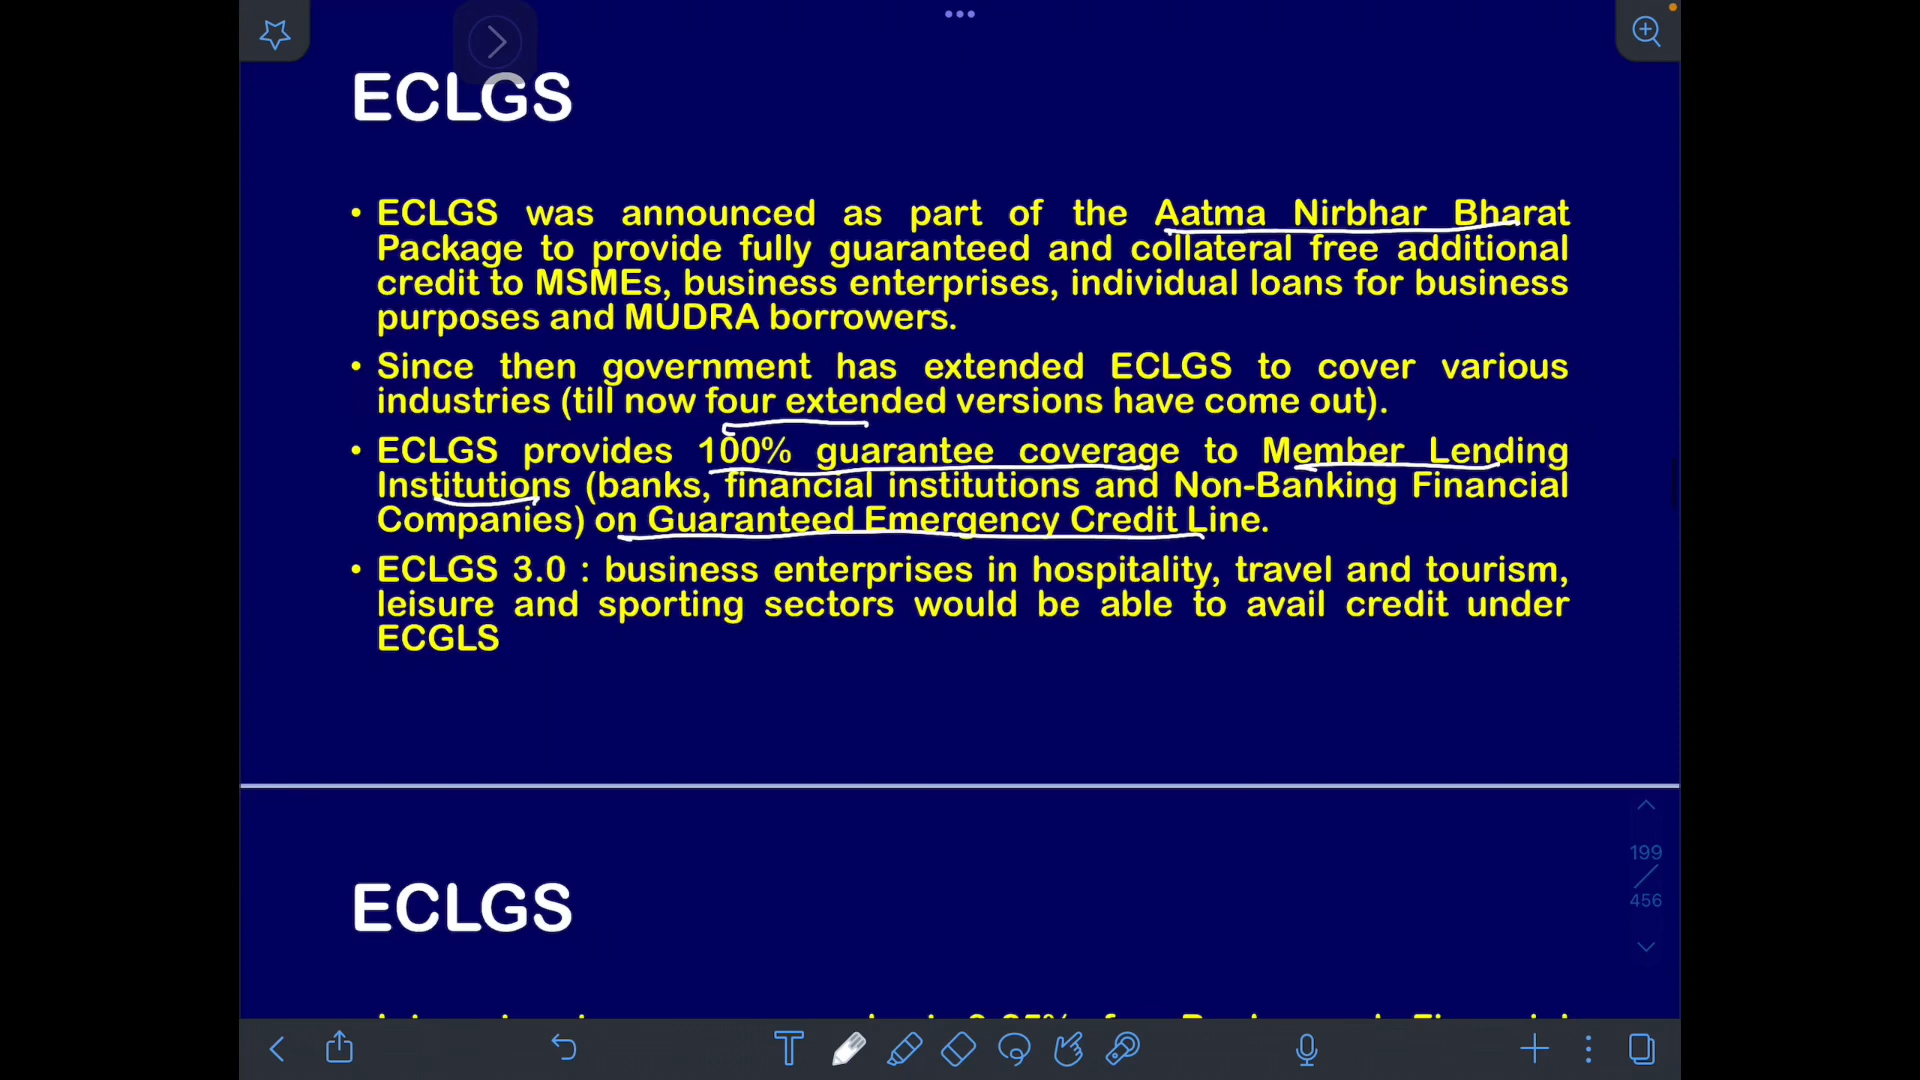 ECLGS
• ECLGS was announced as part of the Aatma Nirbhar Bharat
Package to provide fully guaranteed and collateral free additional
credit to MSMEs, business enterprises, individual loans for business
purposes and MUDRA borrowers.
• Since then government has extended ECLGS to cover various
industries (till now four extended versions have come out).
• ECLGS provides 100% guarantee coverage to Member Lending
Institutions (banks, financial institutions and Non-Banking Financial
Companies) on Guaranteed Emergency Credit Line.
• ECLGS 3.0 : business enterprises in hospitality, travel and tourism,
leisure and sporting sectors would be able to avail credit under
ECGLS
199
456
ECLGS